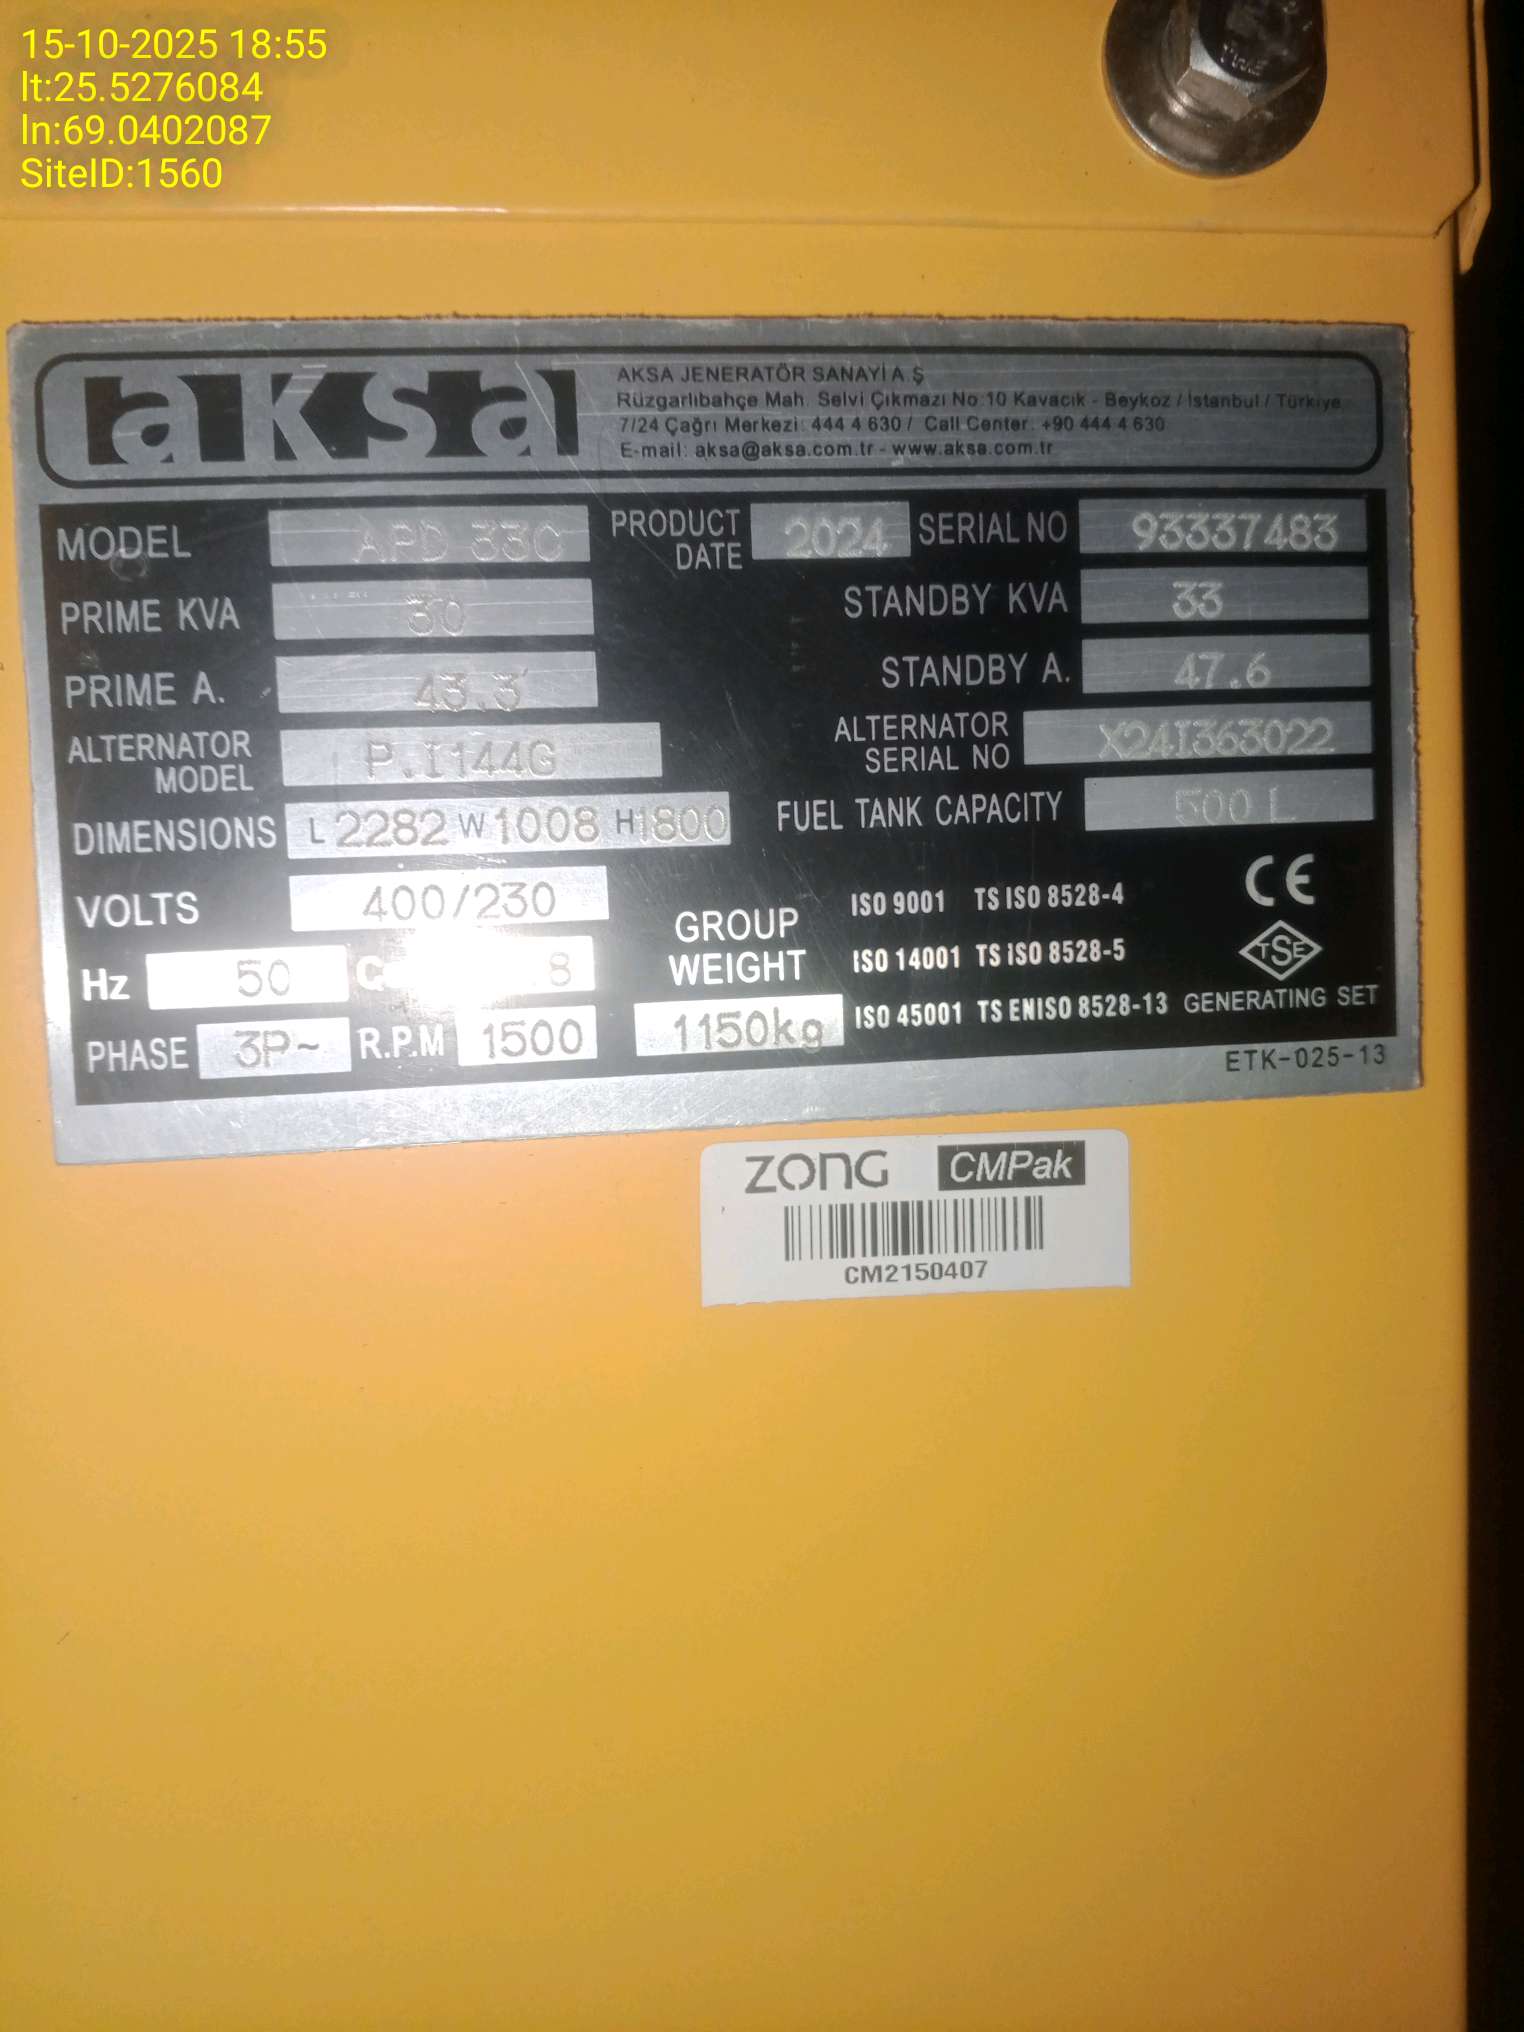 15-10-2025 18:55
lt:25.5276084
ln:69.0402087
SiteID:1560
aksa
AKSA JENERATÖR SANAYİ A.Ş
Rüzgarlıbahçe Mah. Selvi Çıkmazı No:10 Kavacık - Beykoz / İstanbul / Türkiye
7/24 Çağrı Merkezi: 444 4 630 / Call Center: +90 444 4 630
E-mail: aksa@aksa.com.tr - www.aksa.com.tr
MODEL APD 33C PRODUCT DATE 2024 SERIAL NO 93337483
PRIME KVA 30 STANDBY KVA 33
PRIME A. 43.3 STANDBY A. 47.6
ALTERNATOR MODEL P.I144G ALTERNATOR SERIAL NO X24I363022
DIMENSIONS L 2282 W 1008 H 1800 FUEL TANK CAPACITY 500 L
VOLTS 400/230 GROUP WEIGHT ISO 9001 TS ISO 8528-4 CE
Hz 50 8 ISO 14001 TS ISO 8528-5 TSE
PHASE 3P~ R.P.M 1500 1150kg ISO 45001 TS EN ISO 8528-13 GENERATING SET
ETK-025-13
ZONG CMPak
CM2150407